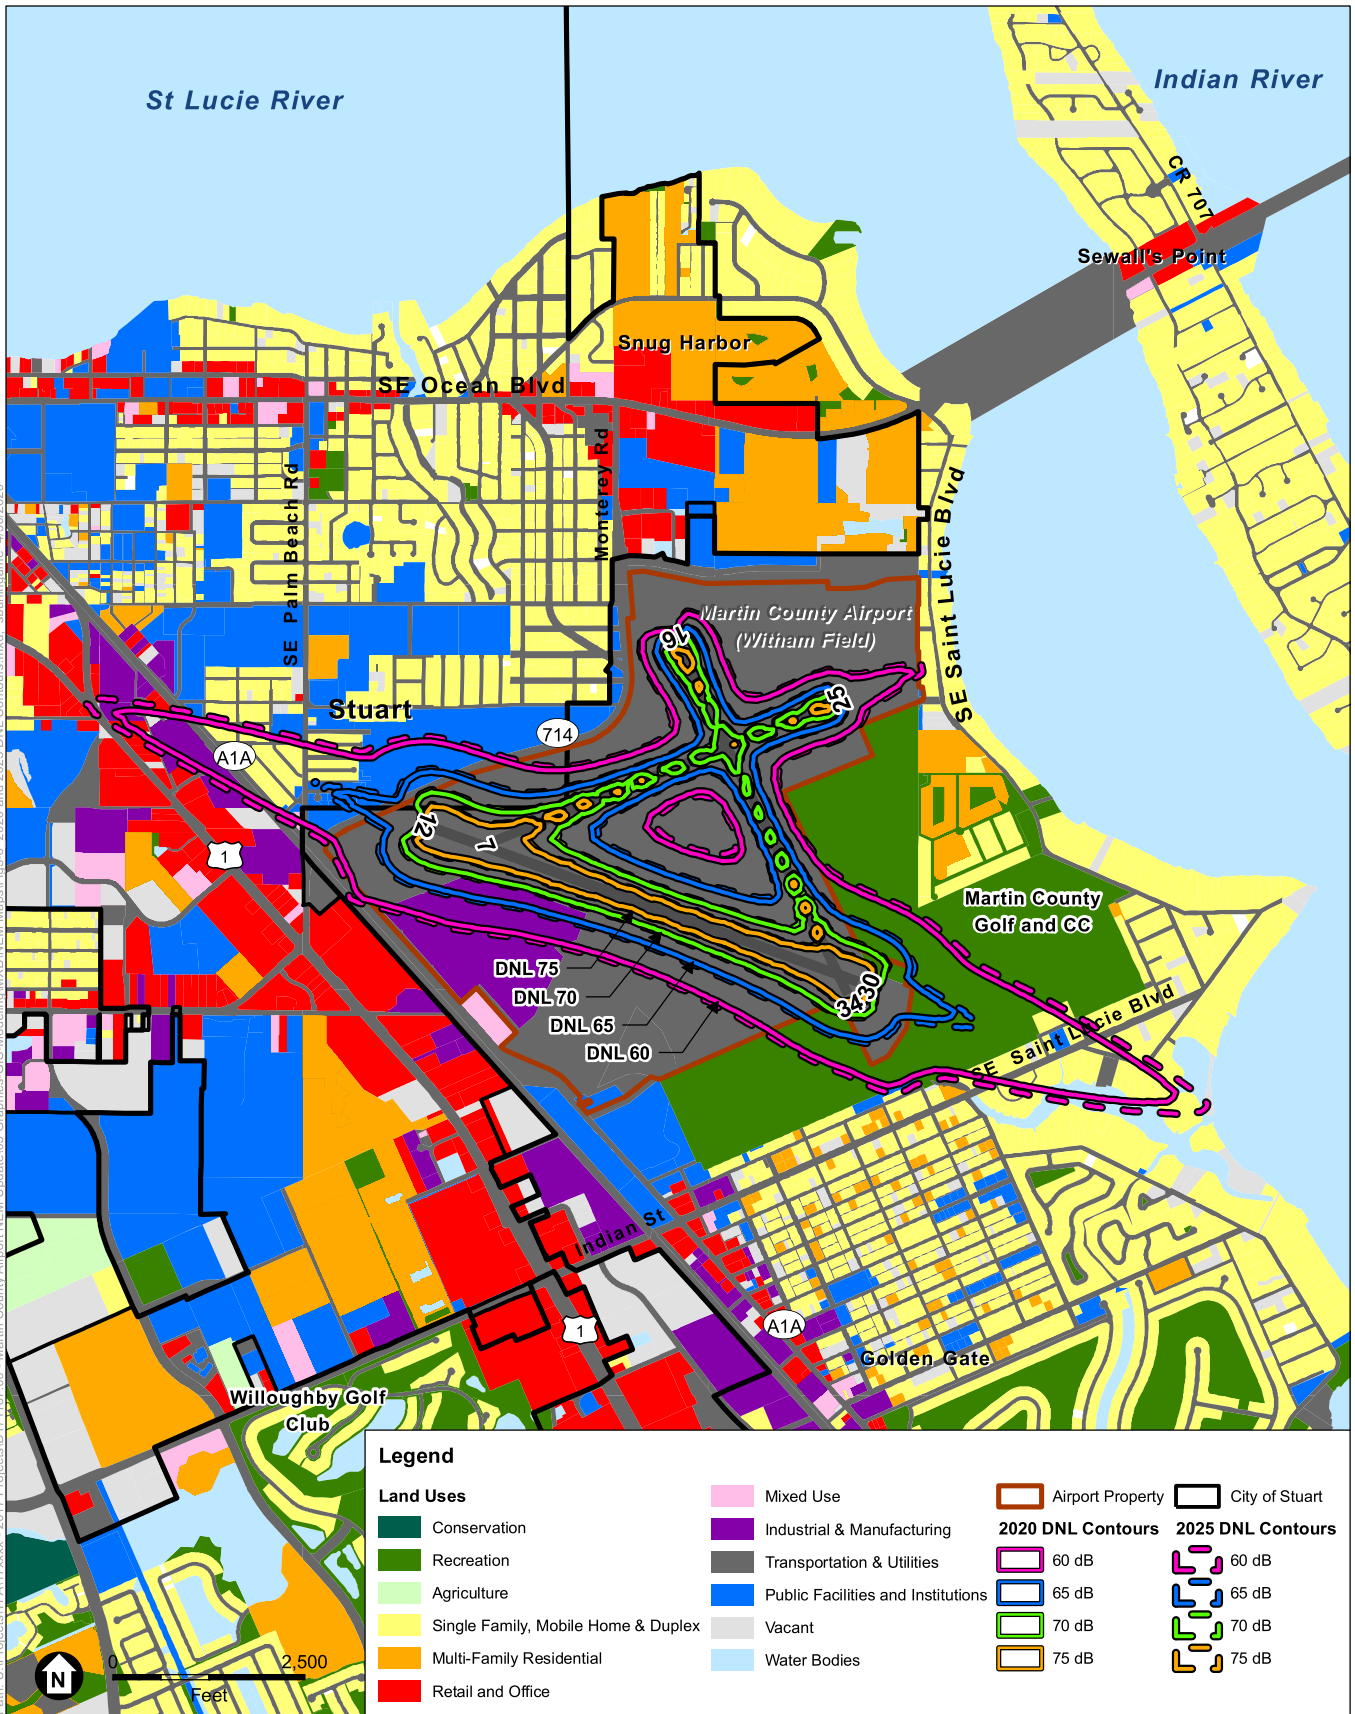 St Lucie River
Indian River
CR 707
Sewall's Point
Snug Harbor
SE Ocean Blvd
Monterey Rd
SE Palm Beach Rd
SE Saint Lucie Blvd
Martin County Airport
(Witham Field)
16
25
Stuart
714
A1A
12
7
1
Martin County
Golf and CC
DNL 75
DNL 70
DNL 65
DNL 60
34
30
SE Saint Lucie Blvd
Indian St
1
A1A
Golden Gate
Willoughby Golf
Club
N
0
2,500
Feet
Legend
Land Uses
Conservation
Recreation
Agriculture
Single Family, Mobile Home & Duplex
Multi-Family Residential
Retail and Office
Mixed Use
Industrial & Manufacturing
Transportation & Utilities
Public Facilities and Institutions
Vacant
Water Bodies
Airport Property
City of Stuart
2020 DNL Contours
60 dB
65 dB
70 dB
75 dB
2025 DNL Contours
60 dB
65 dB
70 dB
75 dB